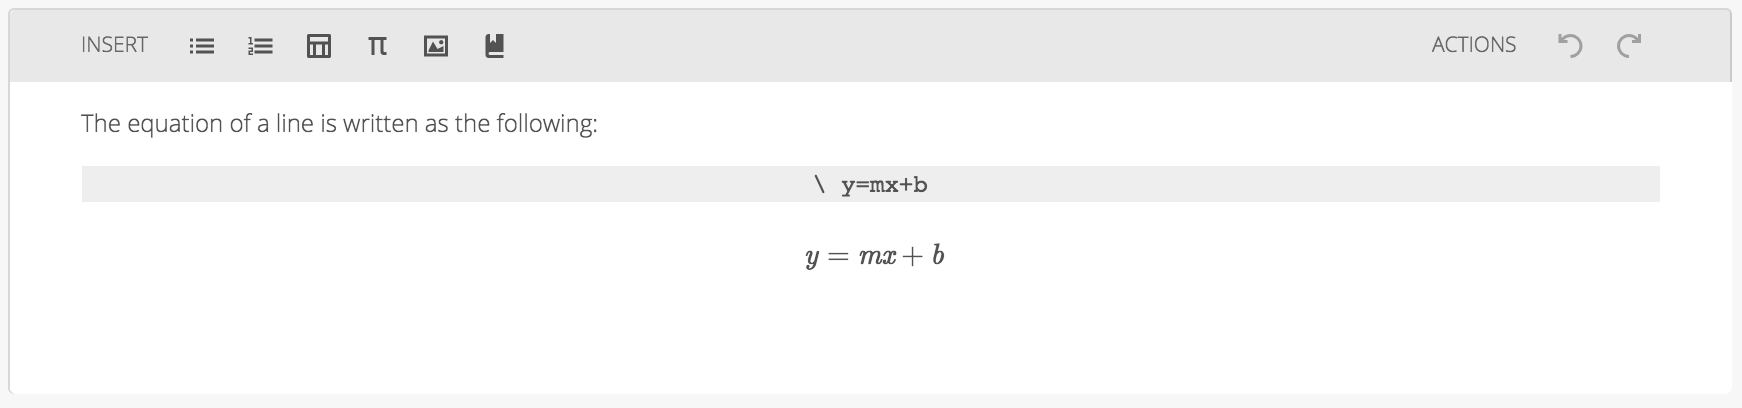 INSERT π ACTIONS
The equation of a line is written as the following:
\ y=mx+b
y = mx + b